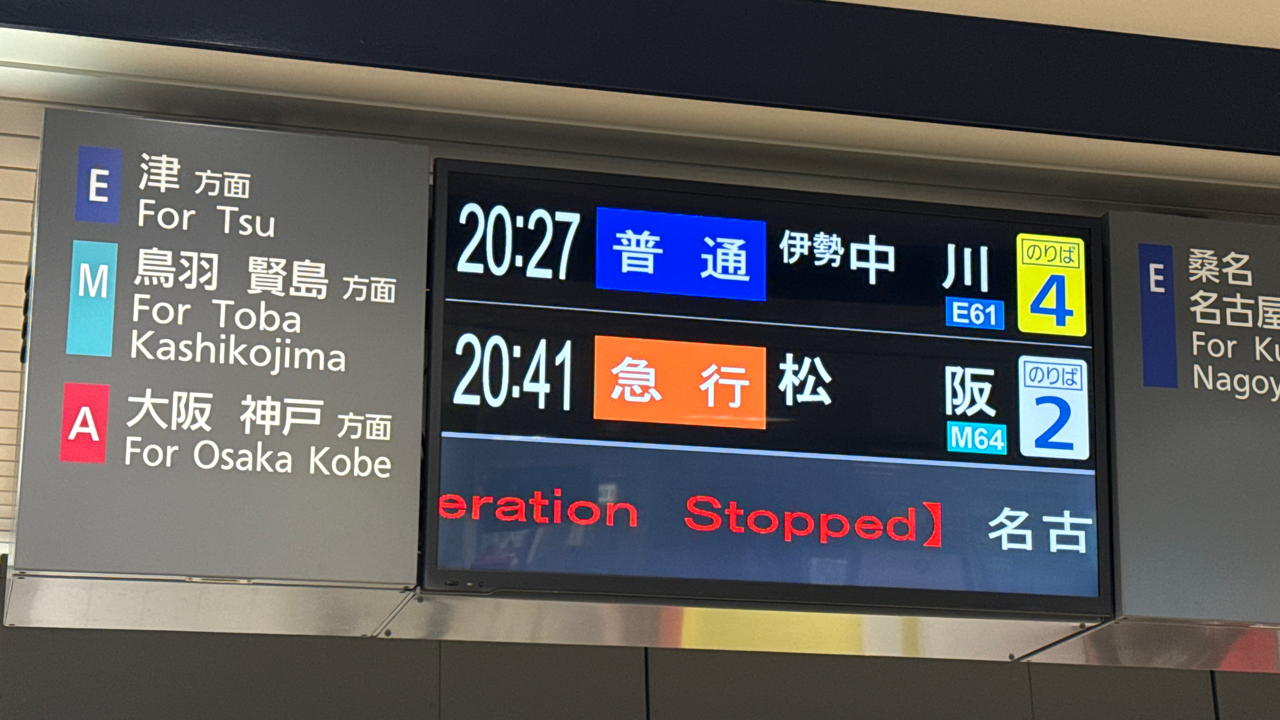 E 津 方面
For Tsu
M 鳥羽 賢島 方面
For Toba
Kashikojima
A 大阪 神戸 方面
For Osaka Kobe
20:27 普通 伊勢中川 E61 のりば 4
20:41 急行 松阪 M64 のりば 2
eration Stopped】 名古
E 桑名
名古屋
For Ku
Nagoy